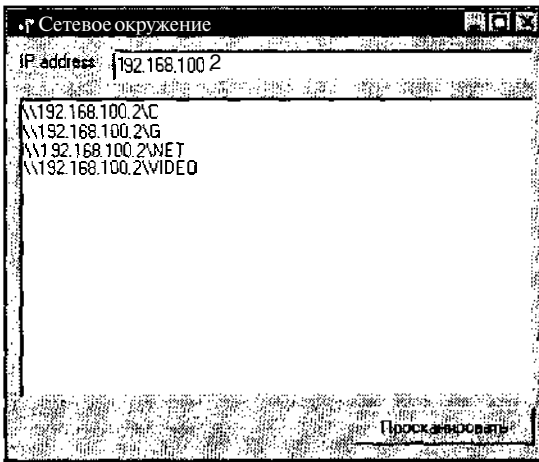 Сетевое окружение
IP address 192.168.100 2
\\192.168.100.2\C
\\192.168.100.2\G
\\192.168.100.2\NET
\\192.168.100.2\VIDEO
Просканировать